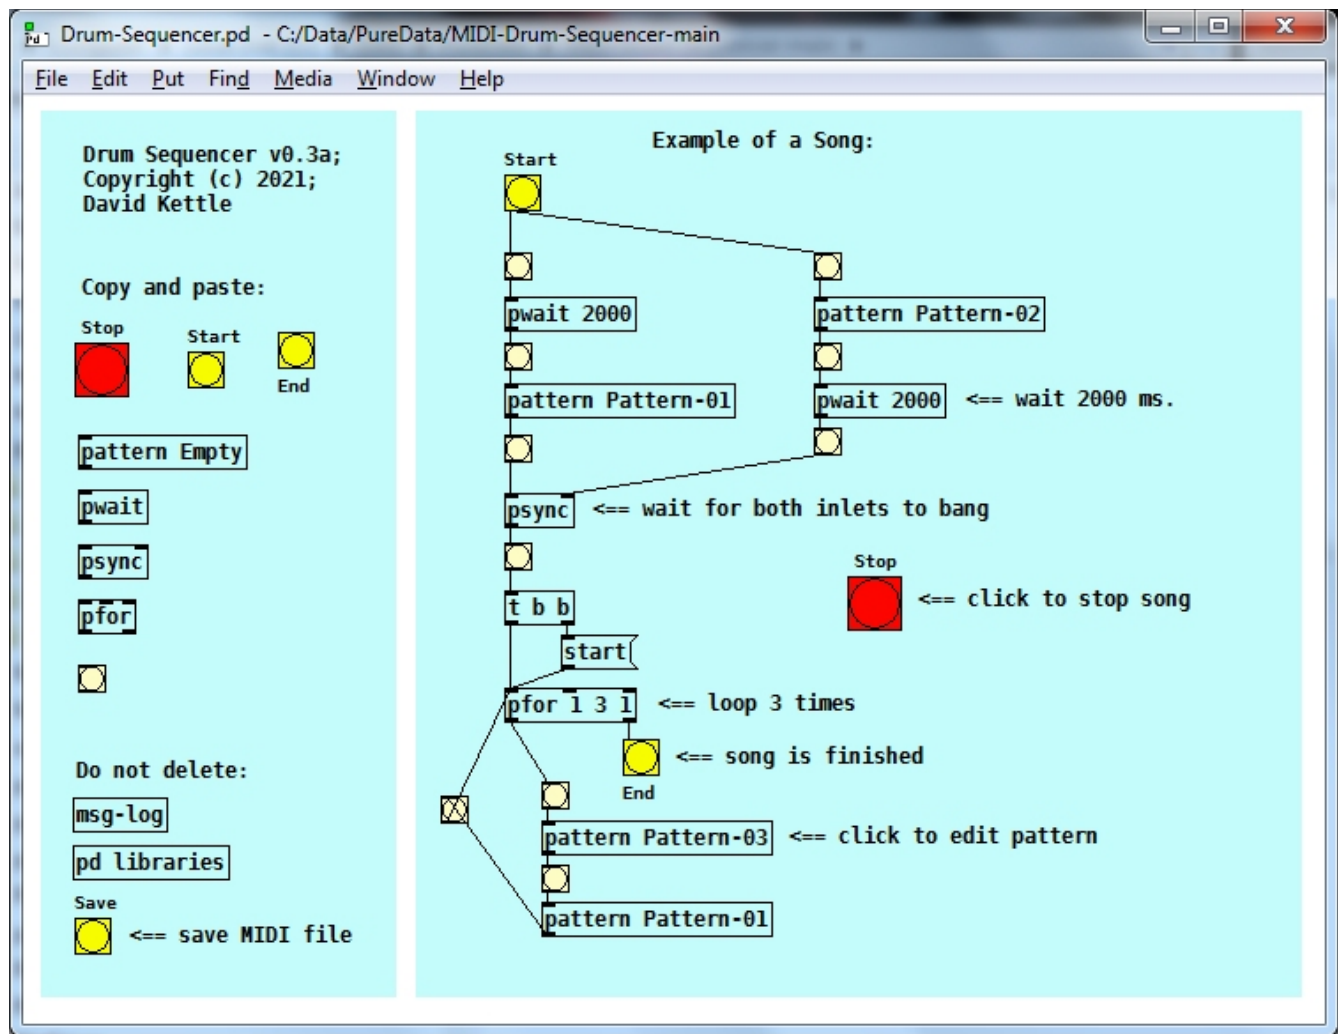 Drum-Sequencer.pd - C:/Data/PureData/MIDI-Drum-Sequencer-main
File Edit Put Find Media Window Help
Drum Sequencer v0.3a;
Copyright (c) 2021;
David Kettle
Copy and paste:
Stop
Start
End
pattern Empty
pwait
psync
pfor
Do not delete:
msg-log
pd libraries
Save
<== save MIDI file
Example of a Song:
Start
pwait 2000
pattern Pattern-02
pattern Pattern-01
pwait 2000
<== wait 2000 ms.
psync
<== wait for both inlets to bang
Stop
<== click to stop song
t b b
start
pfor 1 3 1
<== loop 3 times
<== song is finished
End
pattern Pattern-03
<== click to edit pattern
pattern Pattern-01